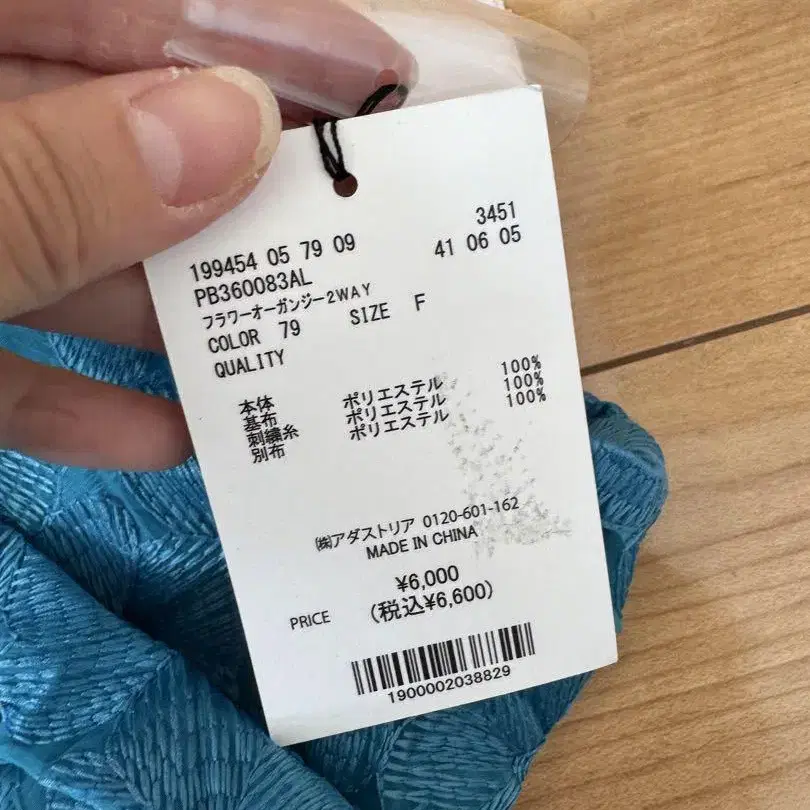 3451
199454 05 79 09 41 06 05
PB360083AL
フラワーオーガンジー2WAY
COLOR 79 SIZE F
QUALITY
本体
基布 ポリエステル 100%
刺繍糸 ポリエステル 100%
別布 ポリエステル 100%
㈱アダストリア 0120-601-162
MADE IN CHINA
¥6,000
PRICE (税込¥6,600)
1900002038829